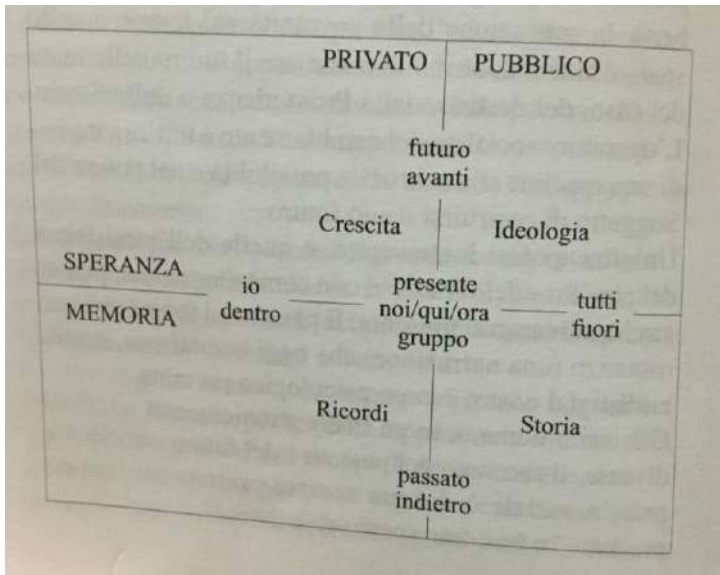 PRIVATO PUBBLICO
futuro
avanti
Crescita Ideologia
SPERANZA
MEMORIA
io
dentro
presente
noi/qui/ora
gruppo
tutti
fuori
Ricordi Storia
passato
indietro